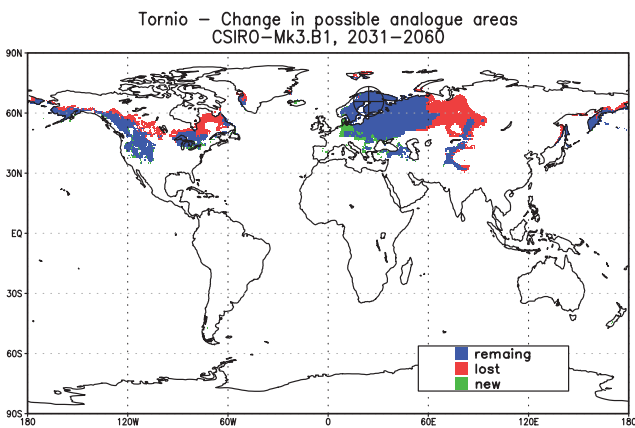 Tornio – Change in possible analogue areas
CSIRO–Mk3.B1, 2031–2060
90N
60N
30N
EQ
30S
60S
90S
180
120W
60W
0
60E
120E
180
remaing
lost
new